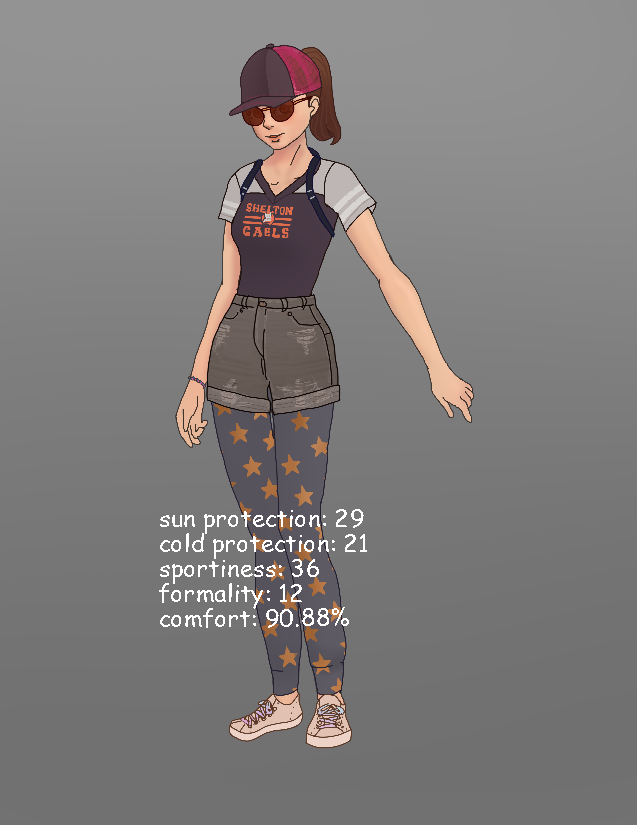 SHELTON
GAELS
sun protection: 29
cold protection: 21
sportiness: 36
formality: 12
comfort: 90.88%